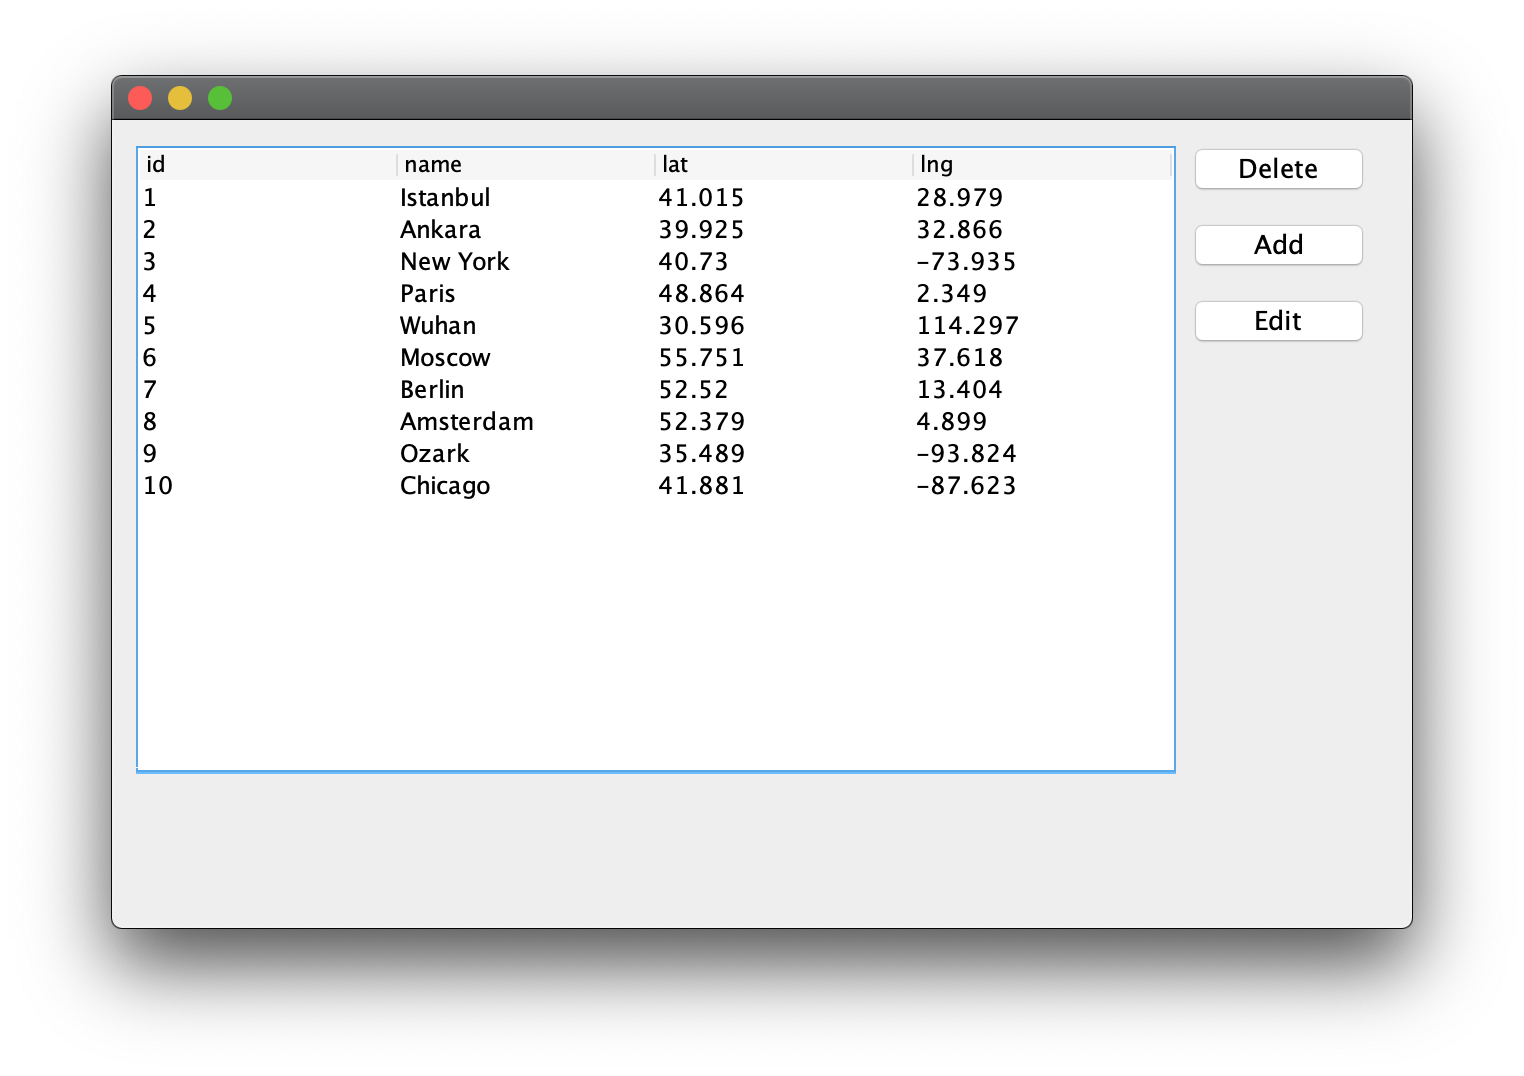 id name lat lng
1 Istanbul 41.015 28.979
2 Ankara 39.925 32.866
3 New York 40.73 -73.935
4 Paris 48.864 2.349
5 Wuhan 30.596 114.297
6 Moscow 55.751 37.618
7 Berlin 52.52 13.404
8 Amsterdam 52.379 4.899
9 Ozark 35.489 -93.824
10 Chicago 41.881 -87.623
Delete
Add
Edit